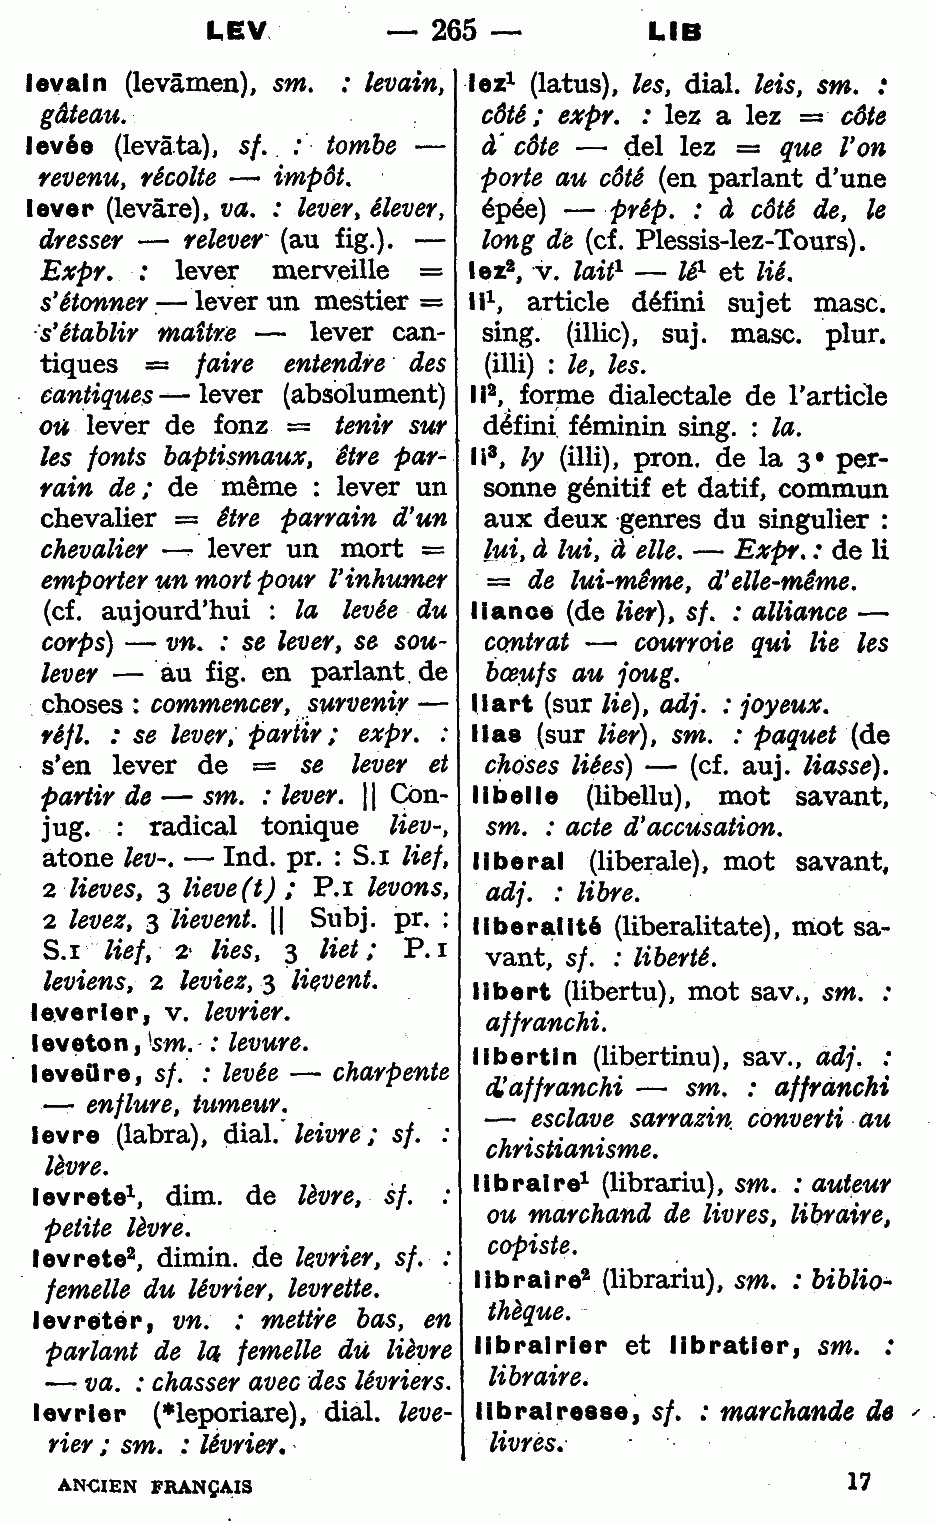 LEV — 265 — LIB
levain (levāmen), sm. : levain,
gâteau.
levée (levāta), sf. : tombe —
revenu, récolte — impôt.
lever (levāre), va. : lever, élever,
dresser — relever (au fig.). —
Expr. : lever merveille =
s'étonner — lever un mestier =
s'établir maître — lever can-
tiques = faire entendre des
cantiques — lever (absolument)
ou lever de fonz = tenir sur
les fonts baptismaux, être par-
rain de ; de même : lever un
chevalier = être parrain d'un
chevalier — lever un mort =
emporter un mort pour l'inhumer
(cf. aujourd'hui : la levée du
corps) — vn. : se lever, se sou-
lever — au fig. en parlant de
choses : commencer, survenir —
réfl. : se lever, partir ; expr. :
s'en lever de = se lever et
partir de — sm. : lever. || Con-
jug. : radical tonique liev-,
atone lev-. — Ind. pr. : S.1 lief,
2 lieves, 3 lieve(t) ; P.1 levons,
2 levez, 3 lievent. || Subj. pr. :
S.1 lief, 2 lies, 3 liet ; P.1
leviens, 2 leviez, 3 lievent.
leverier, v. levrier.
leveton, sm. : levure.
leveüre, sf. : levée — charpente
— enflure, tumeur.
levre (labra), dial. leivre ; sf. :
lèvre.
levrete¹, dim. de lèvre, sf. :
petite lèvre.
levrete², dimin. de levrier, sf. :
femelle du lévrier, levrette.
levreter, vn. : mettre bas, en
parlant de la femelle du lièvre
— va. : chasser avec des lévriers.
levrier (*leporiare), dial. leve-
rier ; sm. : lévrier.
lez¹ (latus), les, dial. leis, sm. :
côté ; expr. : lez a lez = côte
à côte — del lez = que l'on
porte au côté (en parlant d'une
épée) — prép. : à côté de, le
long de (cf. Plessis-lez-Tours).
lez², v. lait¹ — lé¹ et lié.
li¹, article défini sujet masc.
sing. (illic), suj. masc. plur.
(illi) : le, les.
li², forme dialectale de l'article
défini féminin sing. : la.
li³, ly (illi), pron. de la 3e per-
sonne génitif et datif, commun
aux deux genres du singulier :
lui, à lui, à elle. — Expr. : de li
= de lui-même, d'elle-même.
liance (de lier), sf. : alliance —
contrat — courroie qui lie les
bœufs au joug.
liart (sur lie), adj. : joyeux.
lias (sur lier), sm. : paquet (de
choses liées) — (cf. auj. liasse).
libelle (libellu), mot savant,
sm. : acte d'accusation.
liberal (liberale), mot savant,
adj. : libre.
liberalité (liberalitate), mot sa-
vant, sf. : liberté.
libert (libertu), mot sav., sm. :
affranchi.
libertin (libertinu), sav., adj. :
d'affranchi — sm. : affranchi
— esclave sarrazin converti au
christianisme.
libraire¹ (librariu), sm. : auteur
ou marchand de livres, libraire,
copiste.
libraire² (librariu), sm. : biblio-
thèque.
librairier et libratier, sm. :
libraire.
librairesse, sf. : marchande de
livres.
ANCIEN FRANÇAIS 17